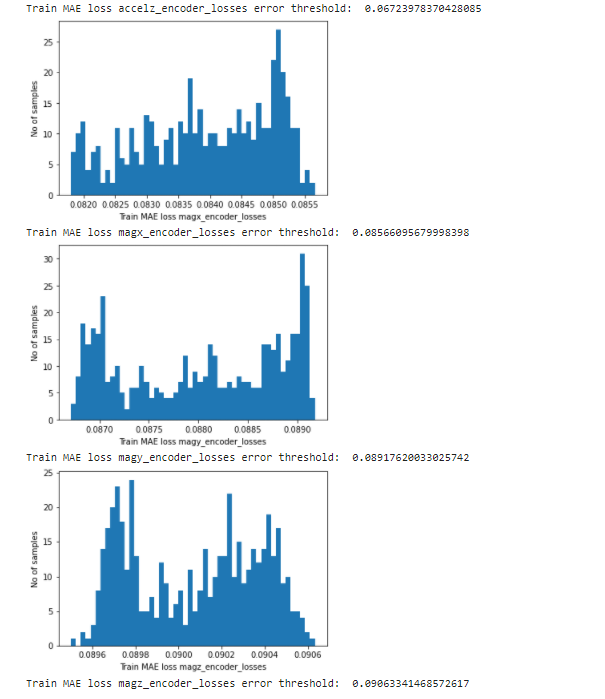 Train MAE loss accelz_encoder_losses error threshold: 0.06723978370428085
25
20
15
10
5
0
No of samples
0.0820 0.0825 0.0830 0.0835 0.0840 0.0845 0.0850 0.0855
Train MAE loss magx_encoder_losses
Train MAE loss magx_encoder_losses error threshold: 0.08566095679998398
30
25
20
15
10
5
0
No of samples
0.0870 0.0875 0.0880 0.0885 0.0890
Train MAE loss magy_encoder_losses
Train MAE loss magy_encoder_losses error threshold: 0.08917620033025742
25
20
15
10
5
0
No of samples
0.0896 0.0898 0.0900 0.0902 0.0904 0.0906
Train MAE loss magz_encoder_losses
Train MAE loss magz_encoder_losses error threshold: 0.09063341468572617